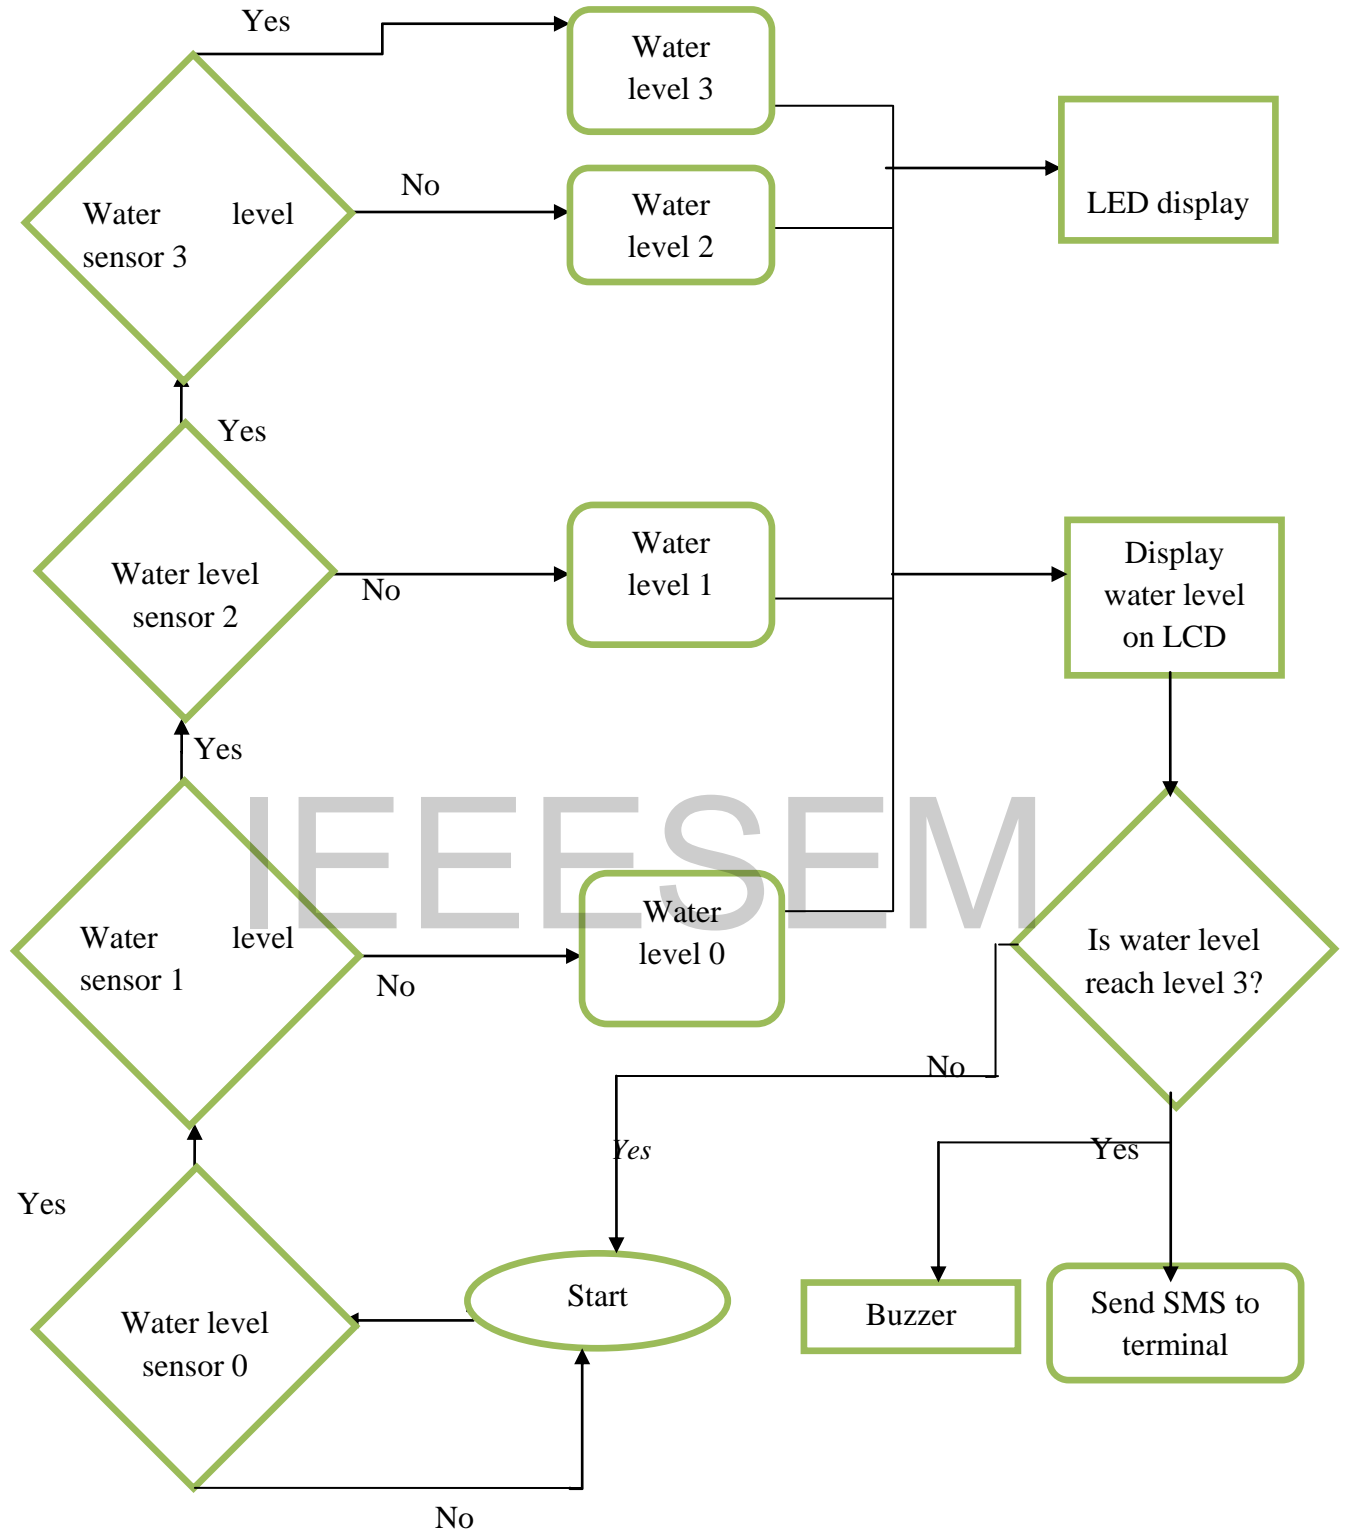 Yes
Water
level 3
No
Water
level 2
LED display
Water level
sensor 3
Yes
Water level
sensor 2
No
Water
level 1
Display
water level
on LCD
Yes
IEEESEM
Water level
sensor 1
No
Water
level 0
Is water level
reach level 3?
No
Yes
Yes
Yes
Water level
sensor 0
Start
Buzzer
Send SMS to
terminal
No